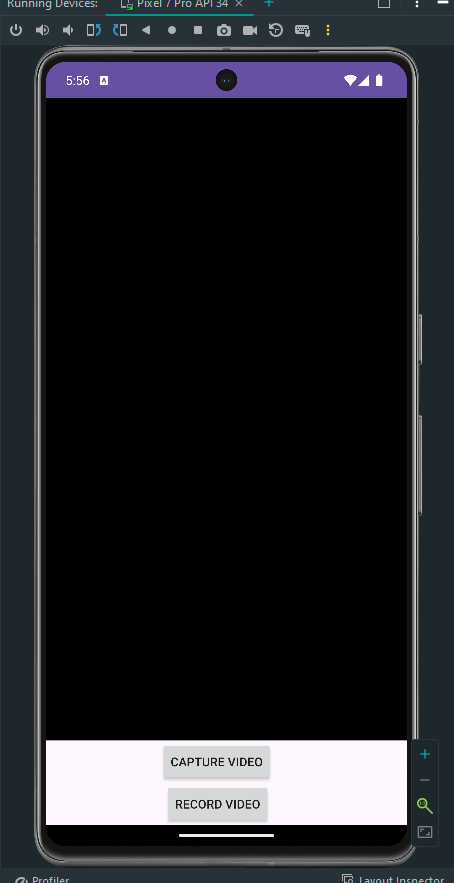 Running Devices:
Pixel 7 Pro API 34
5:56
A
CAPTURE VIDEO
RECORD VIDEO
Profiler
Layout Inspector